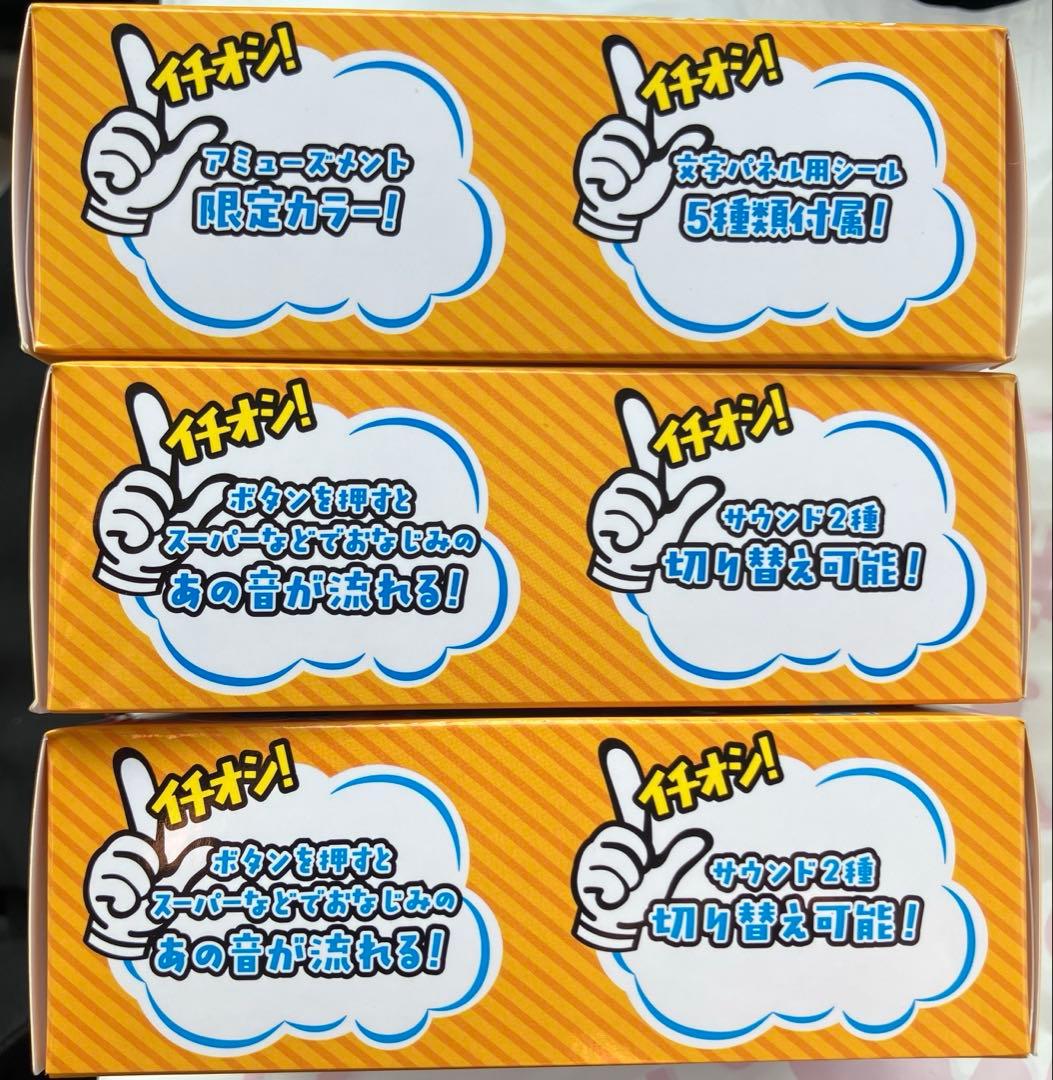 イチオシ!
アミューズメント
限定カラー!
イチオシ!
文字パネル用シール
5種類付属!
イチオシ!
ボタンを押すと
スーパーなどでおなじみの
あの音が流れる!
イチオシ!
サウンド2種
切り替え可能!
イチオシ!
ボタンを押すと
スーパーなどでおなじみの
あの音が流れる!
イチオシ!
サウンド2種
切り替え可能!